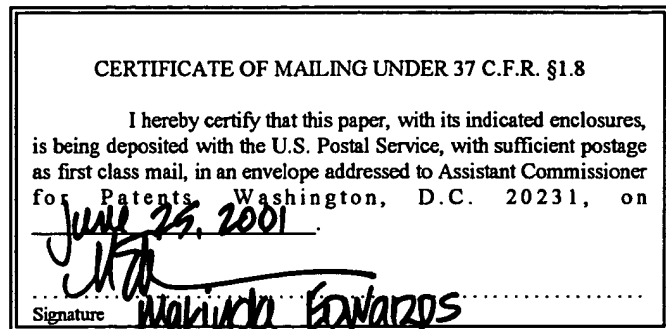 CERTIFICATE OF MAILING UNDER 37 C.F.R. §1.8
I hereby certify that this paper, with its indicated enclosures,
is being deposited with the U.S. Postal Service, with sufficient postage
as first class mail, in an envelope addressed to Assistant Commissioner
for Patents, Washington, D.C. 20231, on
June 25, 2001.
Signature Edwards